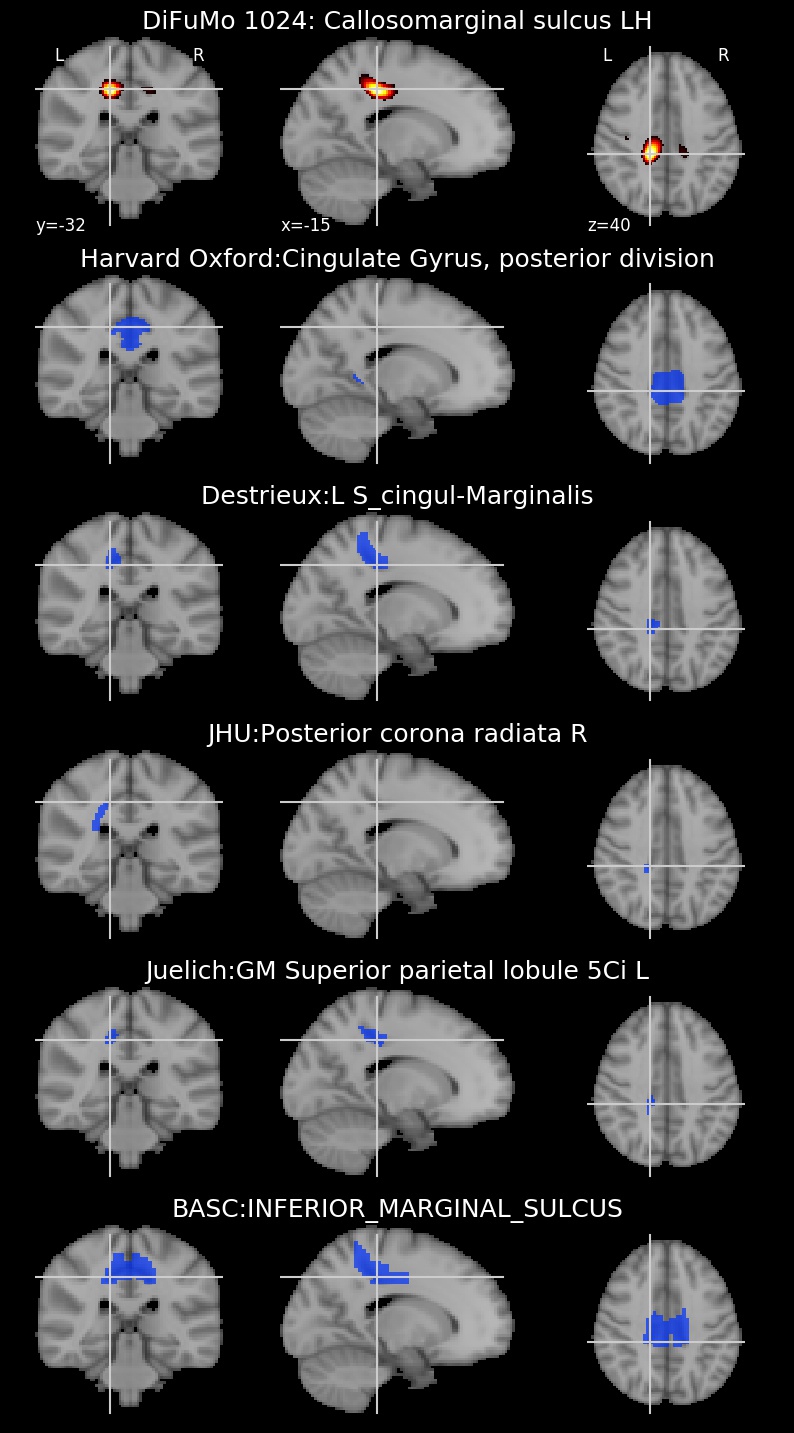 DiFuMo 1024: Callosomarginal sulcus LH
L R L R
y=-32 x=-15 z=40
Harvard Oxford:Cingulate Gyrus, posterior division
Destrieux:L S_cingul-Marginalis
JHU:Posterior corona radiata R
Juelich:GM Superior parietal lobule 5Ci L
BASC:INFERIOR_MARGINAL_SULCUS